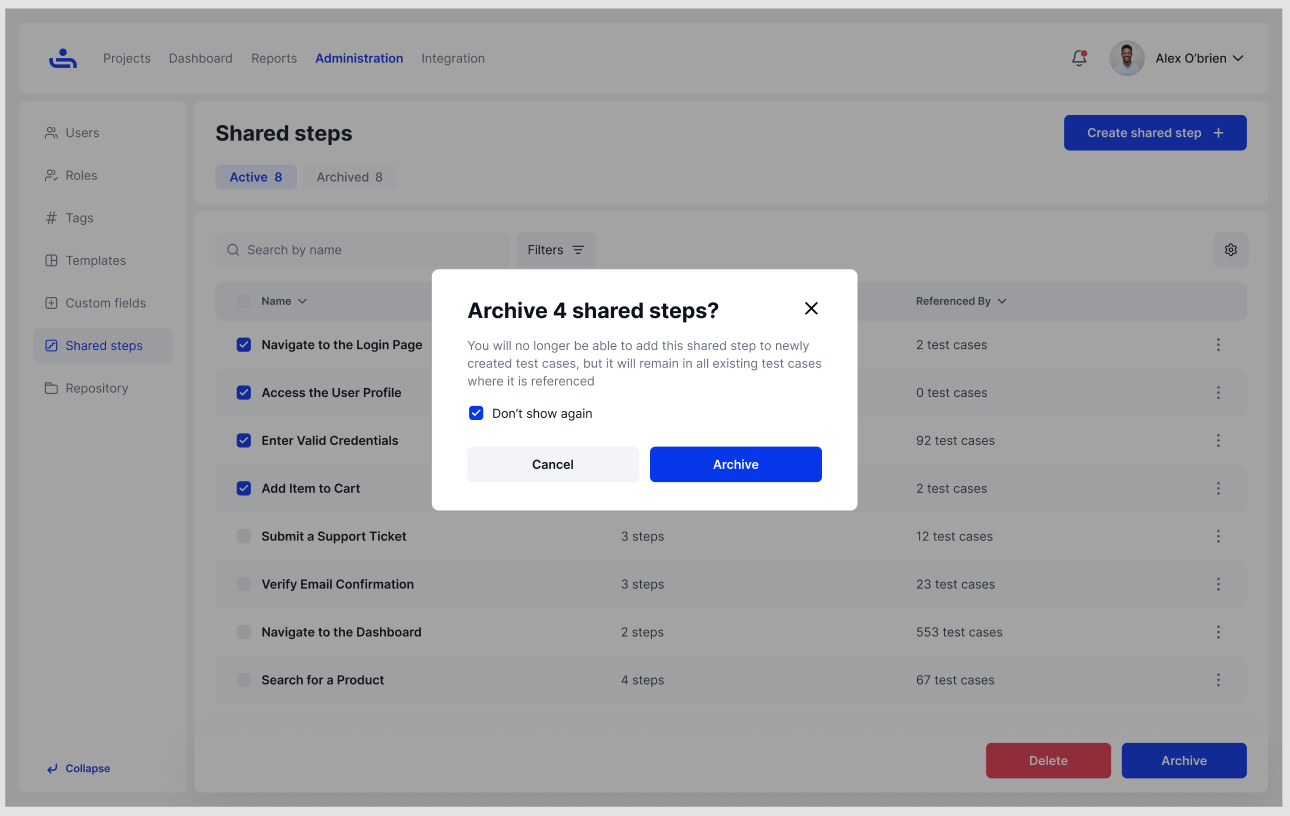 Projects Dashboard Reports Administration Integration Alex O'brien
Users
Roles
Tags
Templates
Custom fields
Shared steps
Repository
Collapse
Shared steps
Create shared step
Active 8 Archived 8
Search by name Filters
Name Referenced By
Navigate to the Login Page 2 test cases
Access the User Profile 0 test cases
Enter Valid Credentials 92 test cases
Add Item to Cart 2 test cases
Submit a Support Ticket 3 steps 12 test cases
Verify Email Confirmation 3 steps 23 test cases
Navigate to the Dashboard 2 steps 553 test cases
Search for a Product 4 steps 67 test cases
Delete Archive
Archive 4 shared steps?
You will no longer be able to add this shared step to newly
created test cases, but it will remain in all existing test cases
where it is referenced
Don't show again
Cancel Archive